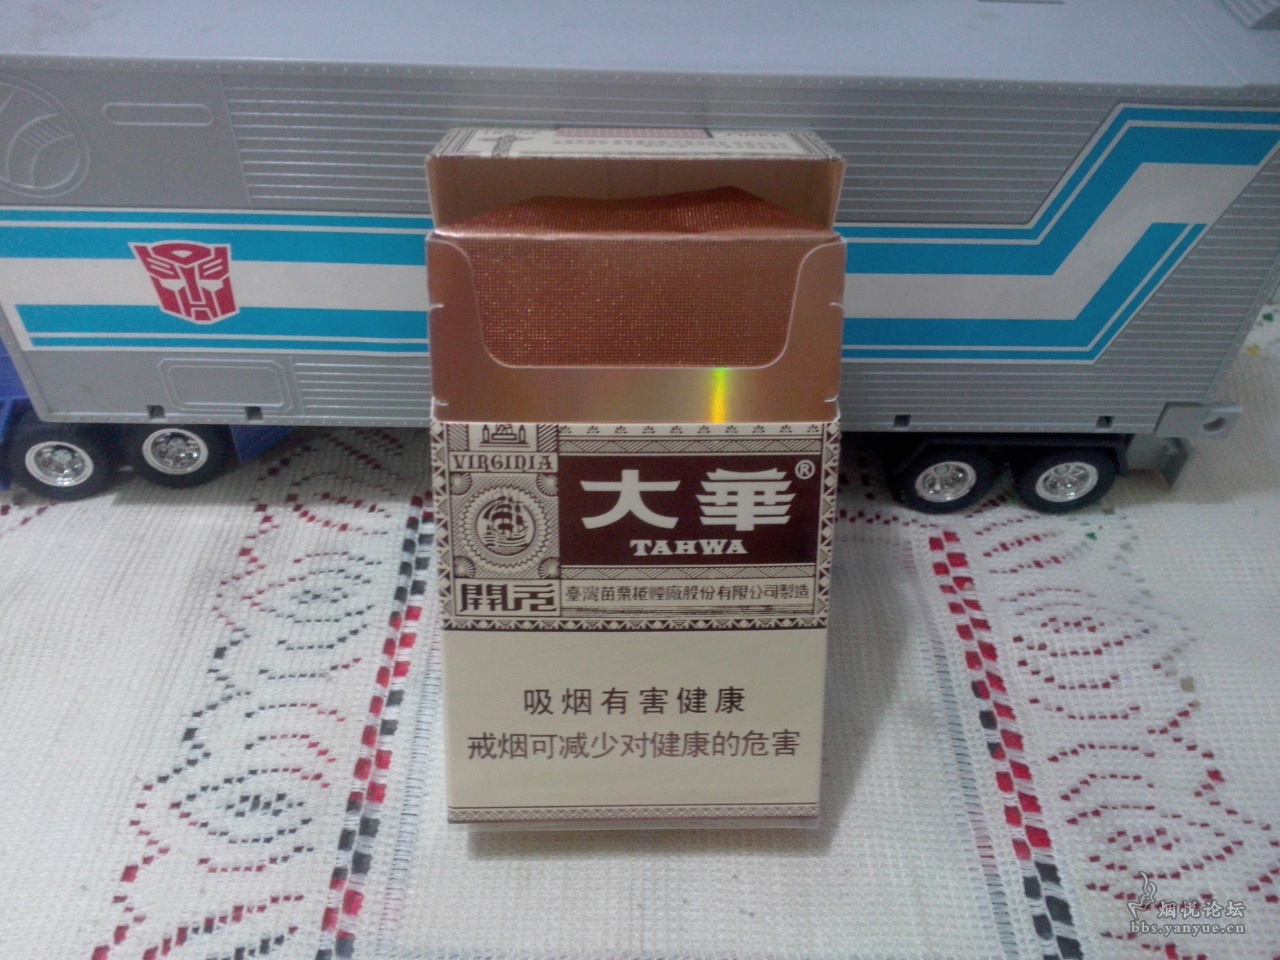 VIRGINIA
大華®
TAHWA
開元
臺灣苗栗捲煙廠股份有限公司製造
吸烟有害健康
戒烟可减少对健康的危害
烟悦论坛
bbs.yanyue.cn